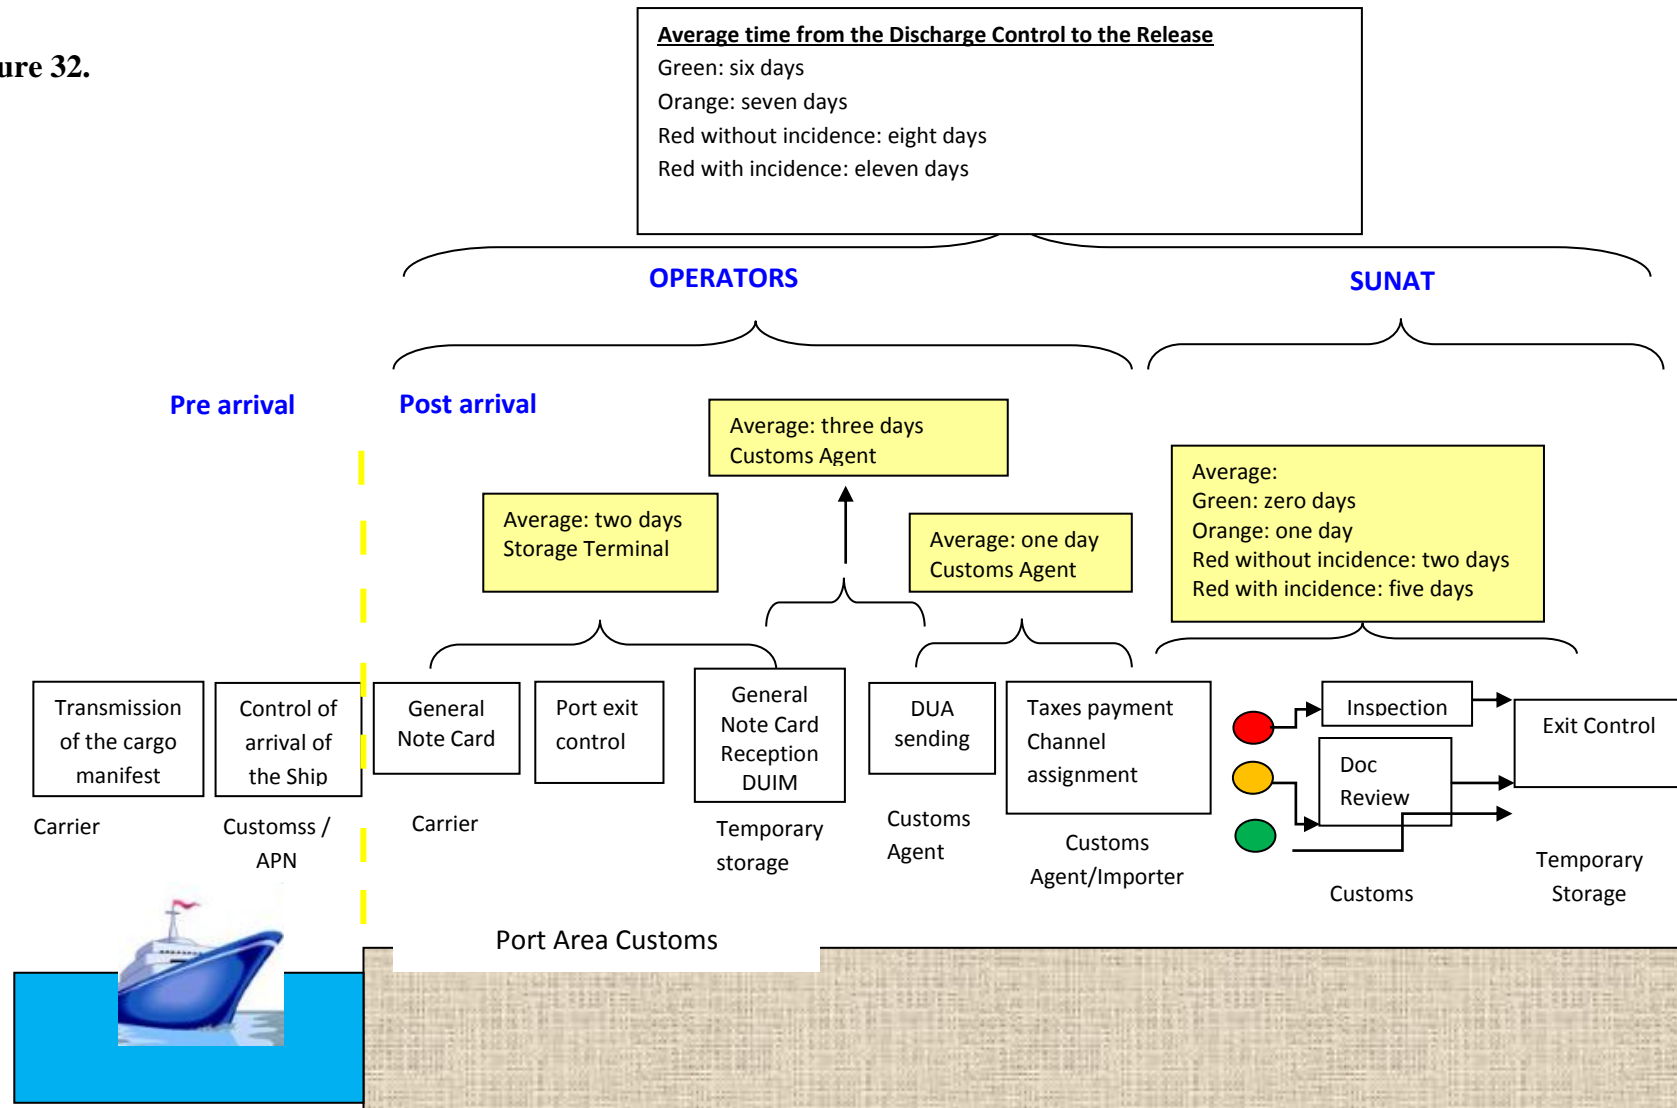 ure 32.
Average time from the Discharge Control to the Release
Green: six days
Orange: seven days
Red without incidence: eight days
Red with incidence: eleven days
OPERATORS
SUNAT
Pre arrival
Post arrival
Average: three days
Customs Agent
Average: two days
Storage Terminal
Average: one day
Customs Agent
Average:
Green: zero days
Orange: one day
Red without incidence: two days
Red with incidence: five days
Transmission
of the cargo
manifest
Control of
arrival of
the Ship
General
Note Card
Port exit
control
General
Note Card
Reception
DUIM
DUA
sending
Taxes payment
Channel
assignment
Inspection
Doc
Review
Exit Control
Carrier
Customss /
APN
Carrier
Temporary
storage
Customs
Agent
Customs
Agent/Importer
Customs
Temporary
Storage
Port Area Customs